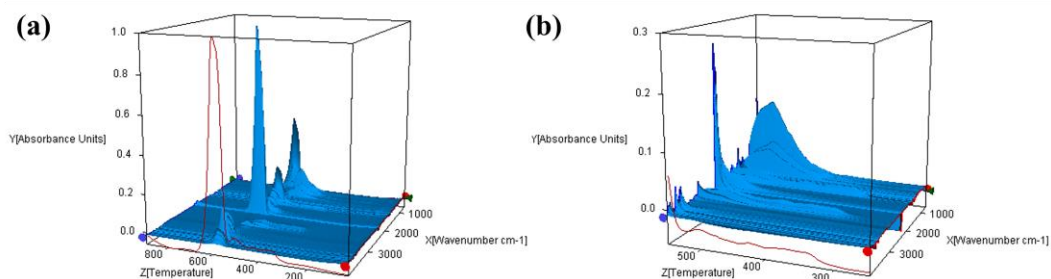 (a)
1.0
0.8
0.6
Y[Absorbance Units]
0.4
0.2
0.0
800
600
400
200
Z[Temperature]
1000
2000
3000
X[Wavenumber cm-1]
(b)
0.3
0.2
Y[Absorbance Units]
0.1
0.0
500
400
300
Z[Temperature]
1000
2000
3000
X[Wavenumber cm-1]